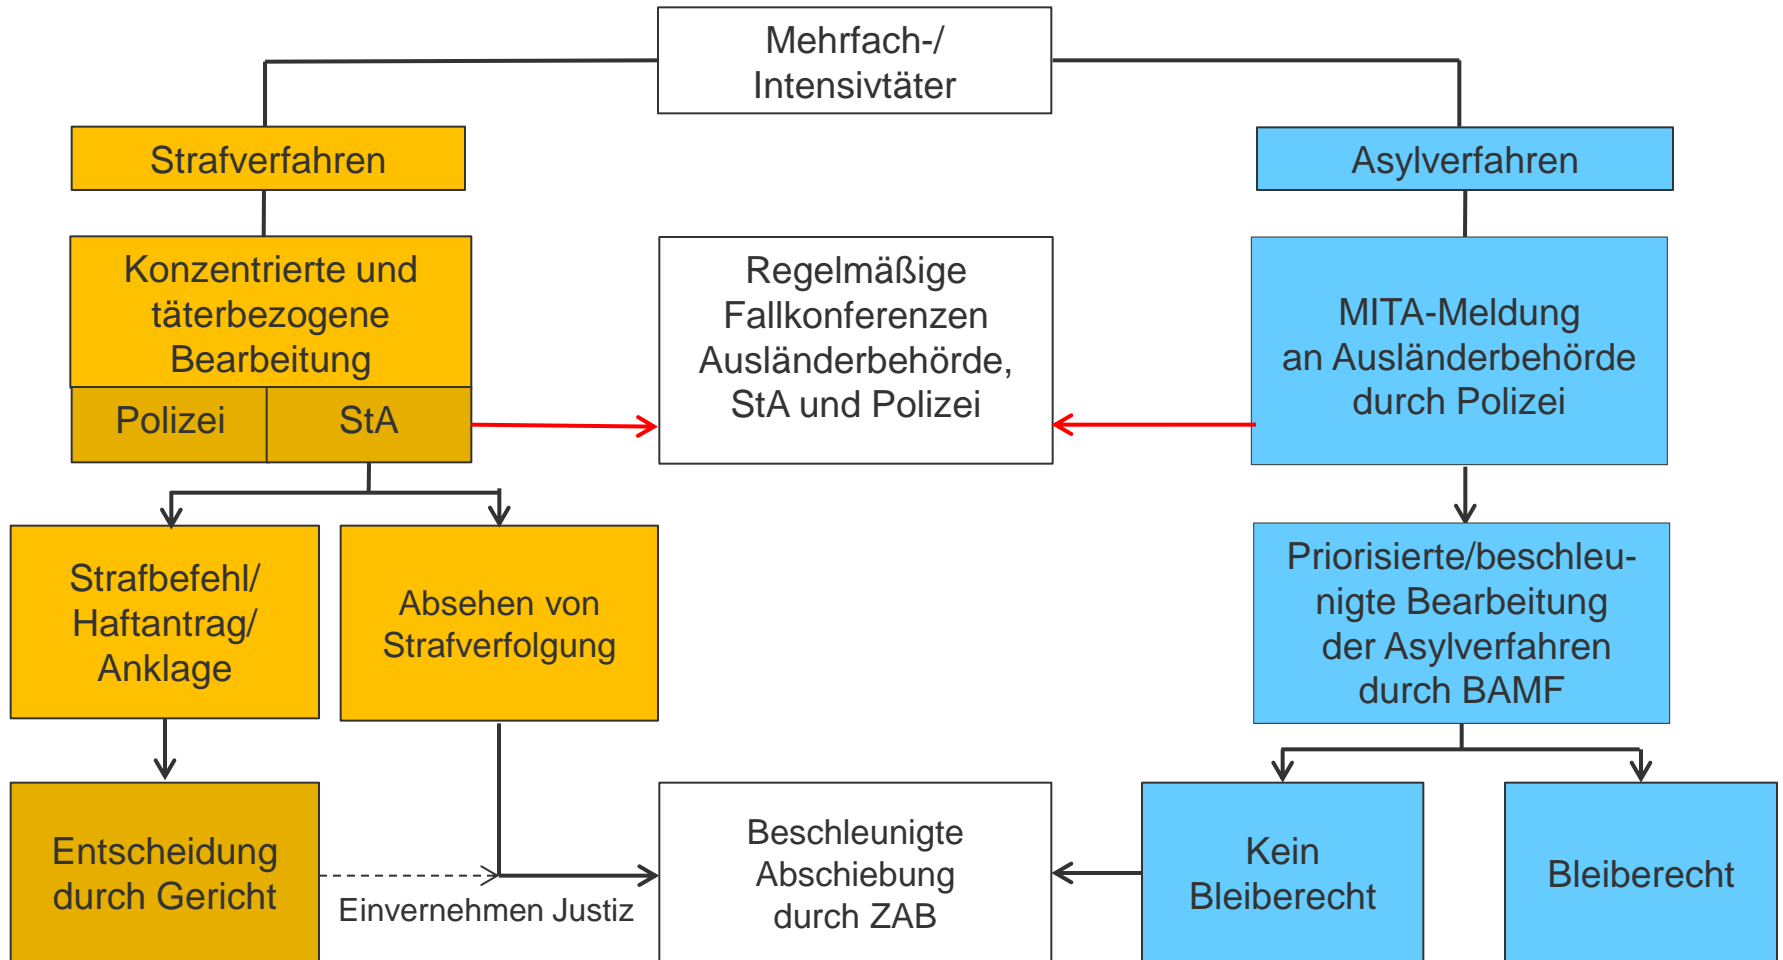 Mehrfach-/
Intensivtäter
Strafverfahren
Asylverfahren
Konzentrierte und
täterbezogene
Bearbeitung
Polizei
StA
Regelmäßige
Fallkonferenzen
Ausländerbehörde,
StA und Polizei
MITA-Meldung
an Ausländerbehörde
durch Polizei
Strafbefehl/
Haftantrag/
Anklage
Absehen von
Strafverfolgung
Priorisierte/beschleu-
nigte Bearbeitung
der Asylverfahren
durch BAMF
Entscheidung
durch Gericht
Einvernehmen Justiz
Beschleunigte
Abschiebung
durch ZAB
Kein
Bleiberecht
Bleiberecht